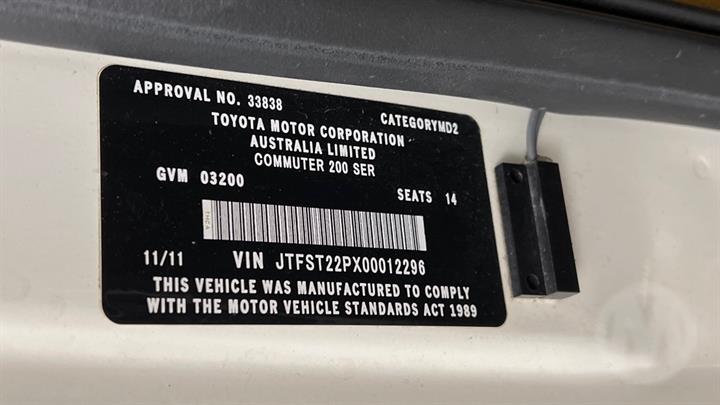 APPROVAL NO. 33838
CATEGORYMD2
TOYOTA MOTOR CORPORATION
AUSTRALIA LIMITED
COMMUTER 200 SER
GVM 03200
SEATS 14
TMCA
11/11 VIN JTFST22PX00012296
THIS VEHICLE WAS MANUFACTURED TO COMPLY
WITH THE MOTOR VEHICLE STANDARDS ACT 1989
M